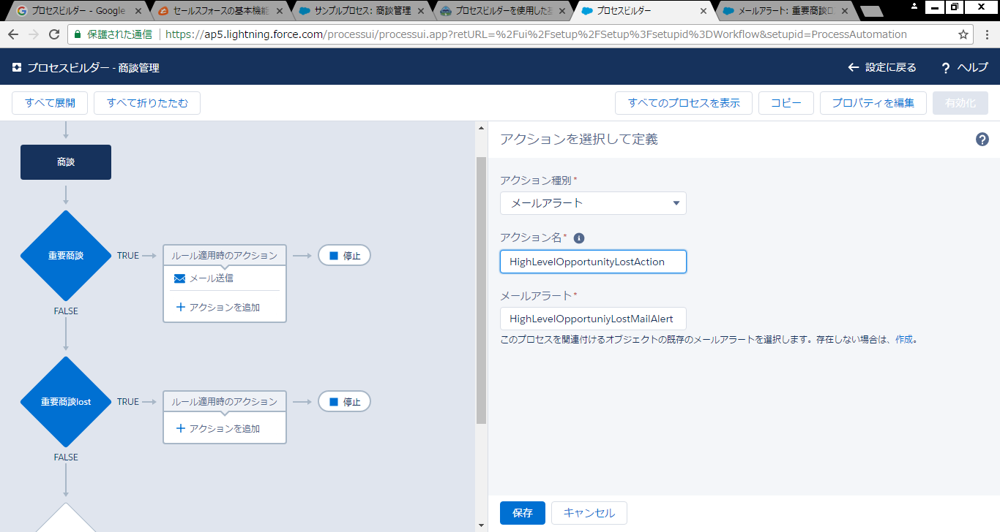 プロセスビルダー - Google
セールスフォースの基本機能
サンプルプロセス: 商談管理
プロセスビルダーを使用した
プロセスビルダー
メールアラート: 重要商談
保護された通信
https://ap5.lightning.force.com/processui/processui.app?retURL=%2Fui%2Fsetup%2FSetup%3Fsetupid%3DWorkflow&setupid=ProcessAutomation
プロセスビルダー - 商談管理
設定に戻る
? ヘルプ
すべて展開
すべて折りたたむ
すべてのプロセスを表示
コピー
プロパティを編集
有効化
商談
重要商談
TRUE
ルール適用時のアクション
停止
メール送信
+ アクションを追加
FALSE
重要商談lost
TRUE
ルール適用時のアクション
停止
+ アクションを追加
FALSE
アクションを選択して定義
?
アクション種別*
メールアラート
アクション名* i
HighLevelOpportunityLostAction
メールアラート*
HighLevelOpportuniyLostMailAlert
このプロセスを関連付けるオブジェクトの既存のメールアラートを選択します。存在しない場合は、作成。
保存
キャンセル